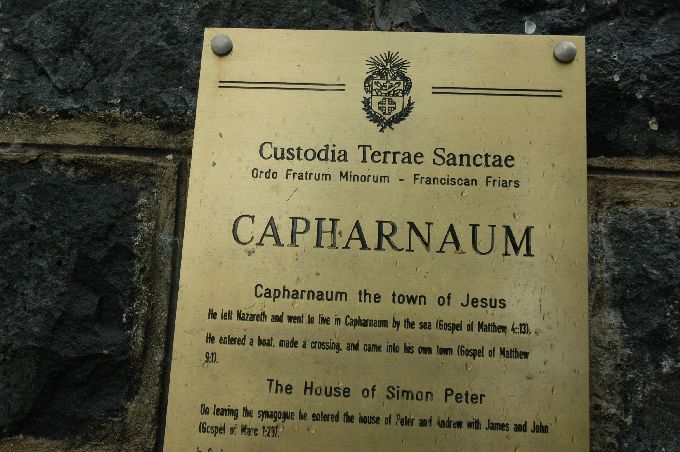 Custodia Terrae Sanctae
Ordo Fratrum Minorum - Franciscan Friars
CAPHARNAUM
Capharnaum the town of Jesus
He left Nazareth and went to live in Capharnaum by the sea (Gospel of Matthew 4:13).
He entered a boat, made a crossing, and came into his own town (Gospel of Matthew
9:1).
The House of Simon Peter
On leaving the synagogue he entered the house of Peter and Andrew with James and John
(Gospel of Marc 1:29).